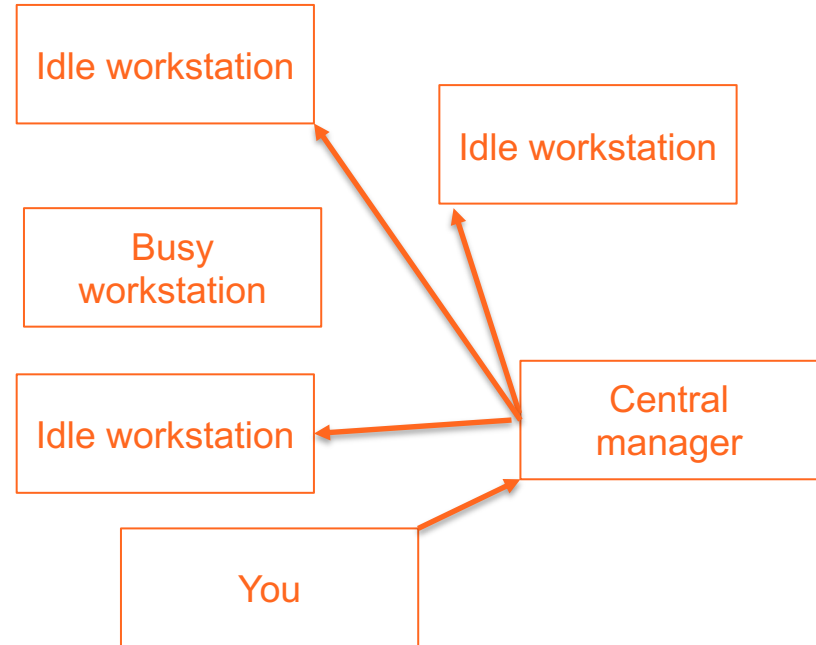 Idle workstation
Idle workstation
Busy
workstation
Idle workstation
Central
manager
You